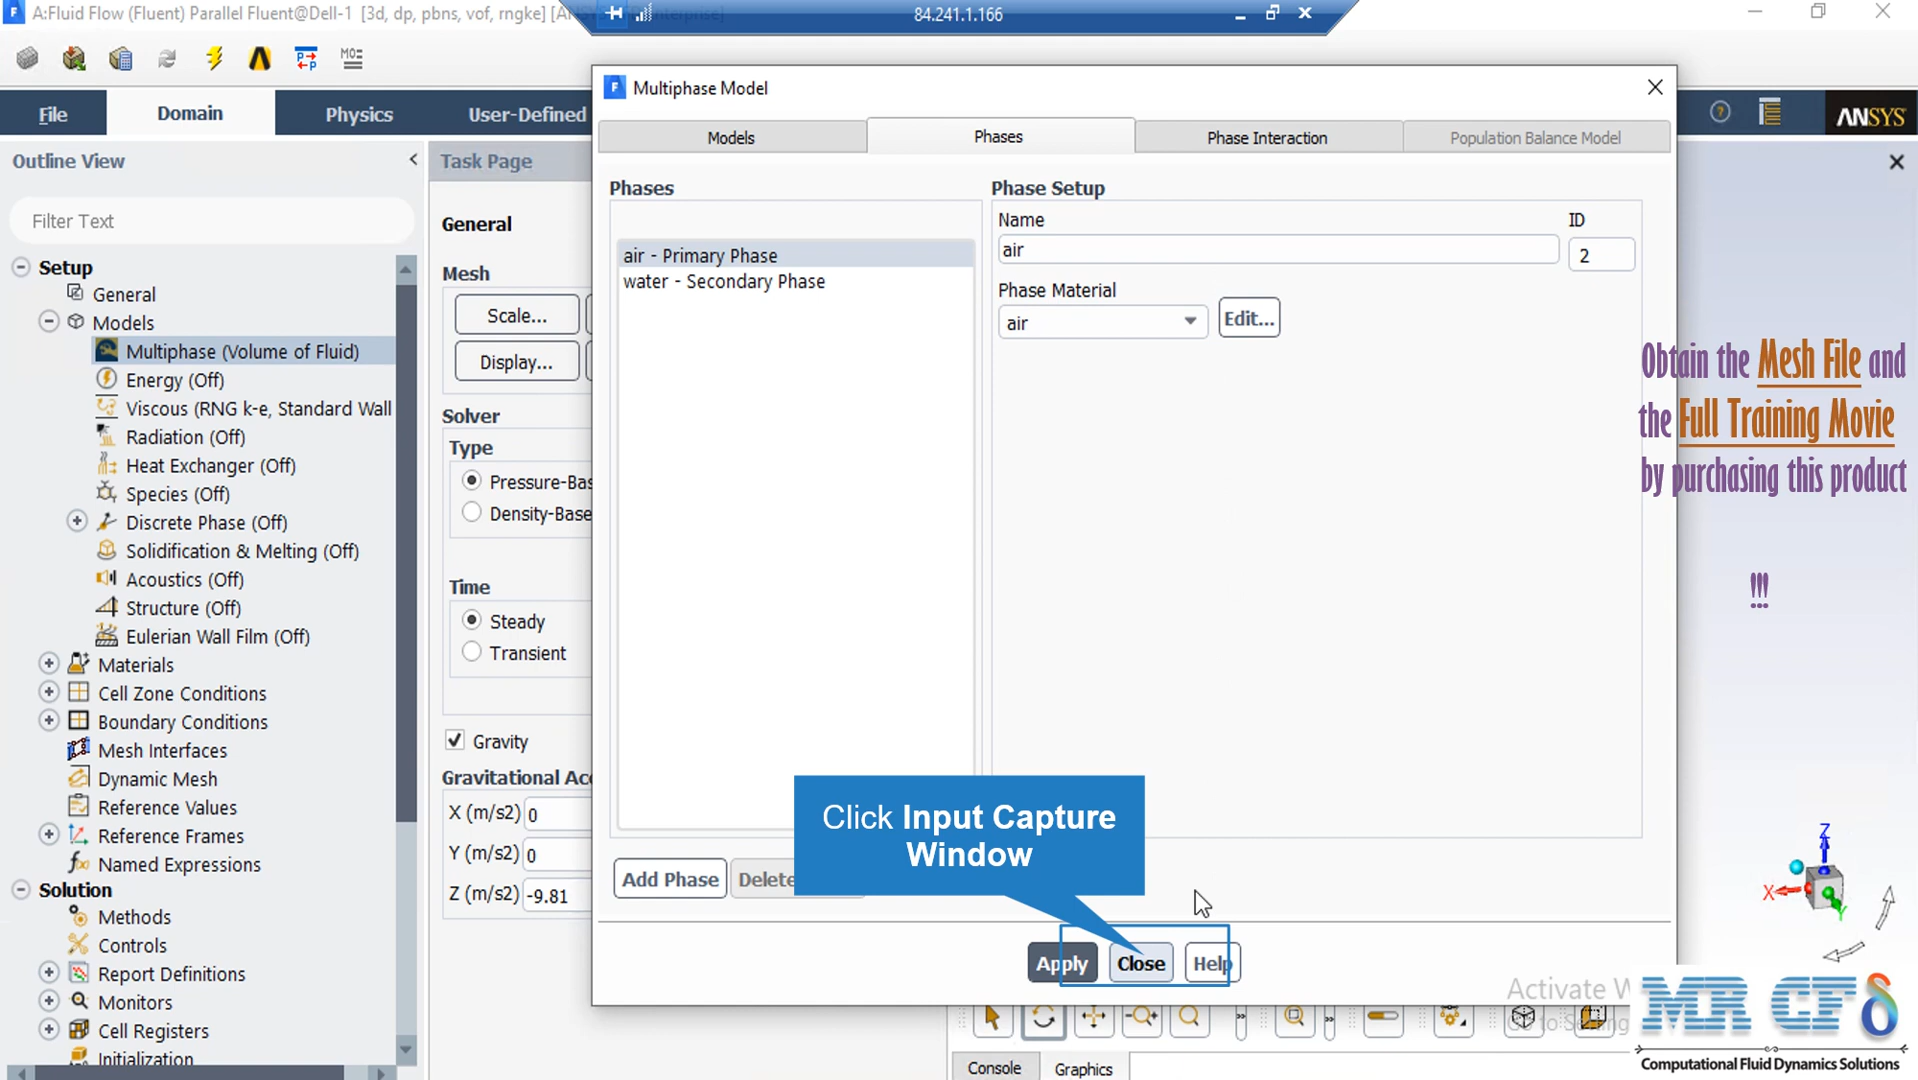 A:Fluid Flow (Fluent) Parallel Fluent@Dell-1 [3d, dp, pbns, vof, rngke]
84.241.1.166
File
Domain
Physics
User-Defined
ANSYS
Outline View
Filter Text
Setup
General
Models
Multiphase (Volume of Fluid)
Energy (Off)
Viscous (RNG k-e, Standard Wall
Radiation (Off)
Heat Exchanger (Off)
Species (Off)
Discrete Phase (Off)
Solidification & Melting (Off)
Acoustics (Off)
Structure (Off)
Eulerian Wall Film (Off)
Materials
Cell Zone Conditions
Boundary Conditions
Mesh Interfaces
Dynamic Mesh
Reference Values
Reference Frames
Named Expressions
Solution
Methods
Controls
Report Definitions
Monitors
Cell Registers
Initialization
Task Page
General
Mesh
Scale...
Display...
Solver
Type
Pressure-Bas
Density-Base
Time
Steady
Transient
Gravity
Gravitational Acc
X (m/s2) 0
Y (m/s2) 0
Z (m/s2) -9.81
Multiphase Model
Models
Phases
Phase Interaction
Population Balance Model
Phases
air - Primary Phase
water - Secondary Phase
Add Phase
Delete
Phase Setup
Name
ID
air
2
Phase Material
air
Edit...
Click Input Capture
Window
Apply
Close
Help
Obtain the Mesh File and
the Full Training Movie
by purchasing this product
!!!
Z
X
Y
Activate W
MR CFD
Computational Fluid Dynamics Solutions
Console
Graphics